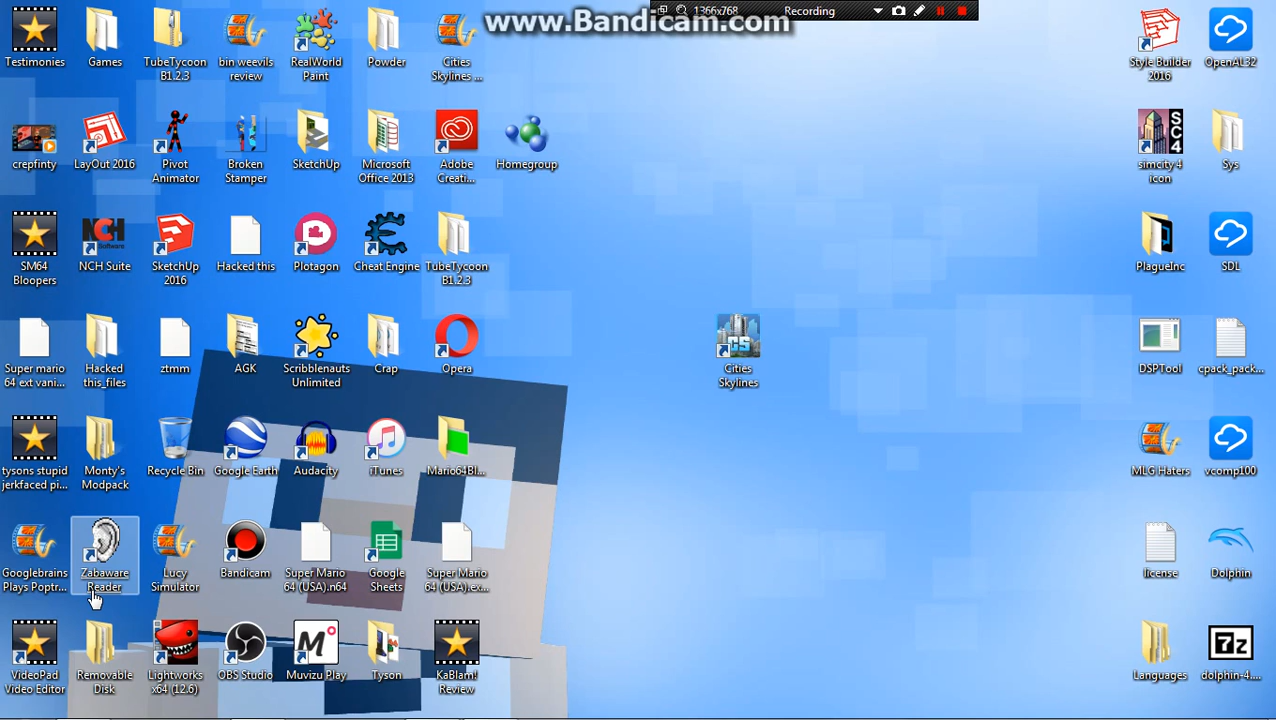 www.Bandicam.com
1366x768 Recording
Testimonies
Games
TubeTycoon
B1.2.3
bin weevils
review
RealWorld
Paint
Powder
Cities
Skylines ...
Style Builder
2016
OpenAL32
crepfinty
LayOut 2016
Pivot
Animator
Broken
Stamper
SketchUp
Microsoft
Office 2013
Adobe
Creati...
Homegroup
SC4
simcity 4
icon
Sys
SM64
Bloopers
NCH
Software
NCH Suite
SketchUp
2016
Hacked this
Plotagon
Cheat Engine
TubeTycoon
B1.2.3
PlagueInc
SDL
Super mario
64 ext vani...
Hacked
this_files
ztmm
AGK
Scribblenauts
Unlimited
Crap
Opera
CS
Cities
Skylines
DSPTool
cpack_pack...
tysons stupid
jerkfaced pi...
Monty's
Modpack
Recycle Bin
Google Earth
Audacity
iTunes
Mario64Bl...
MLG Haters
vcomp100
Googlebrains
Plays Poptr...
Zabaware
Reader
Lucy
Simulator
Bandicam
Super Mario
64 (USA).n64
Google
Sheets
Super Mario
64 (USA).ex...
license
Dolphin
VideoPad
Video Editor
Removable
Disk
Lightworks
x64 (12.6)
OBS Studio
M
Muvizu Play
Tyson
KaBlam!
Review
Languages
7z
dolphin-4....